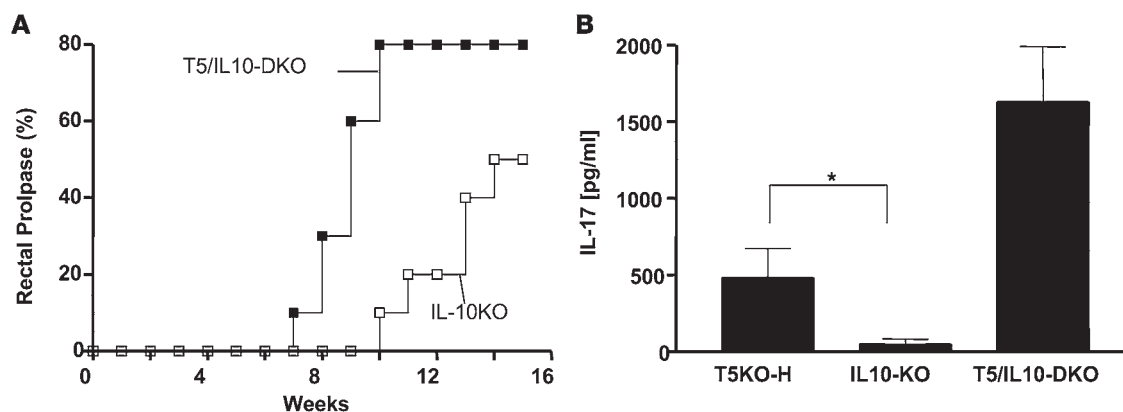 A
Rectal Prolpase (%)
80
60
40
20
0
T5/IL10-DKO
IL-10KO
0 4 8 12 16
Weeks
B
IL-17 [pg/ml]
2000
1500
1000
500
0
*
T5KO-H IL10-KO T5/IL10-DKO